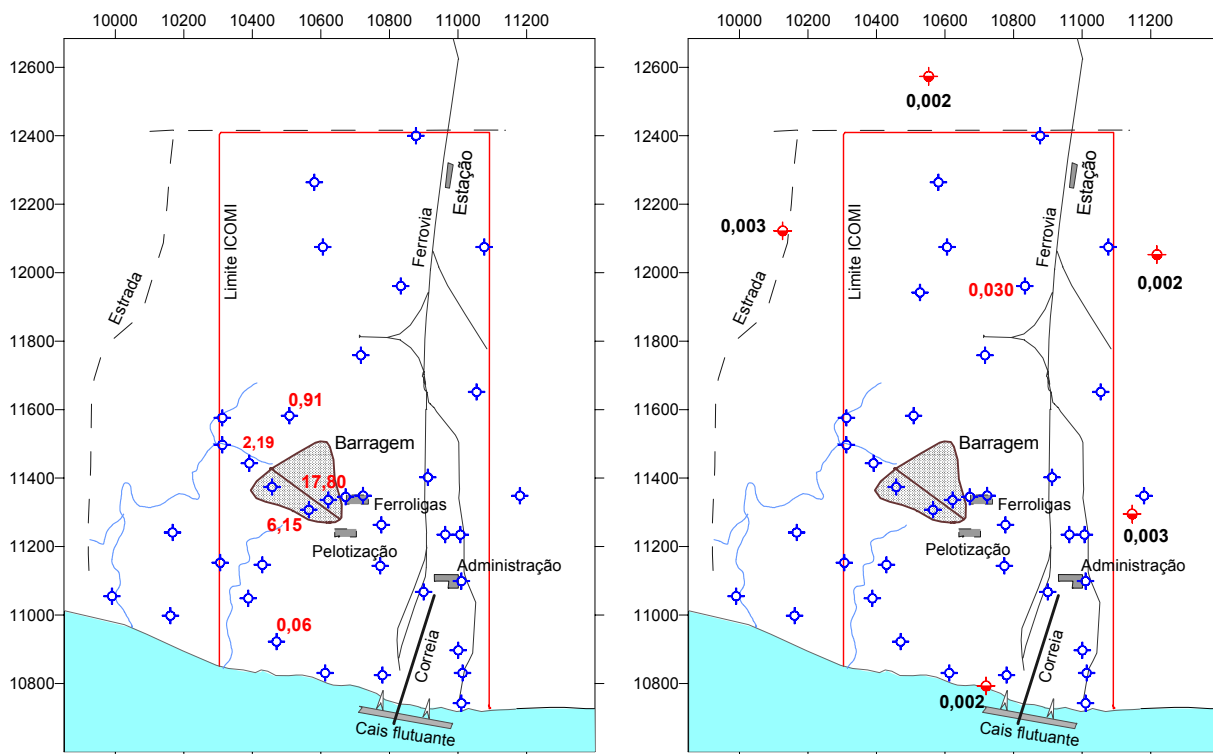 10000 10200 10400 10600 10800 11000 11200
12600
12400
12200
12000
11800
11600
11400
11200
11000
10800
Estrada
Limite ICOMI
Ferrovia
Estação
0,91
2,19
Barragem
17,80
Ferroligas
6,15
Pelotização
Administração
0,06
Correia
Cais flutuante
10000 10200 10400 10600 10800 11000 11200
12600
12400
12200
12000
11800
11600
11400
11200
11000
10800
0,002
Estrada
0,003
Limite ICOMI
Ferrovia
Estação
0,002
0,030
Barragem
Ferroligas
0,003
Pelotização
Administração
0,002
Correia
Cais flutuante